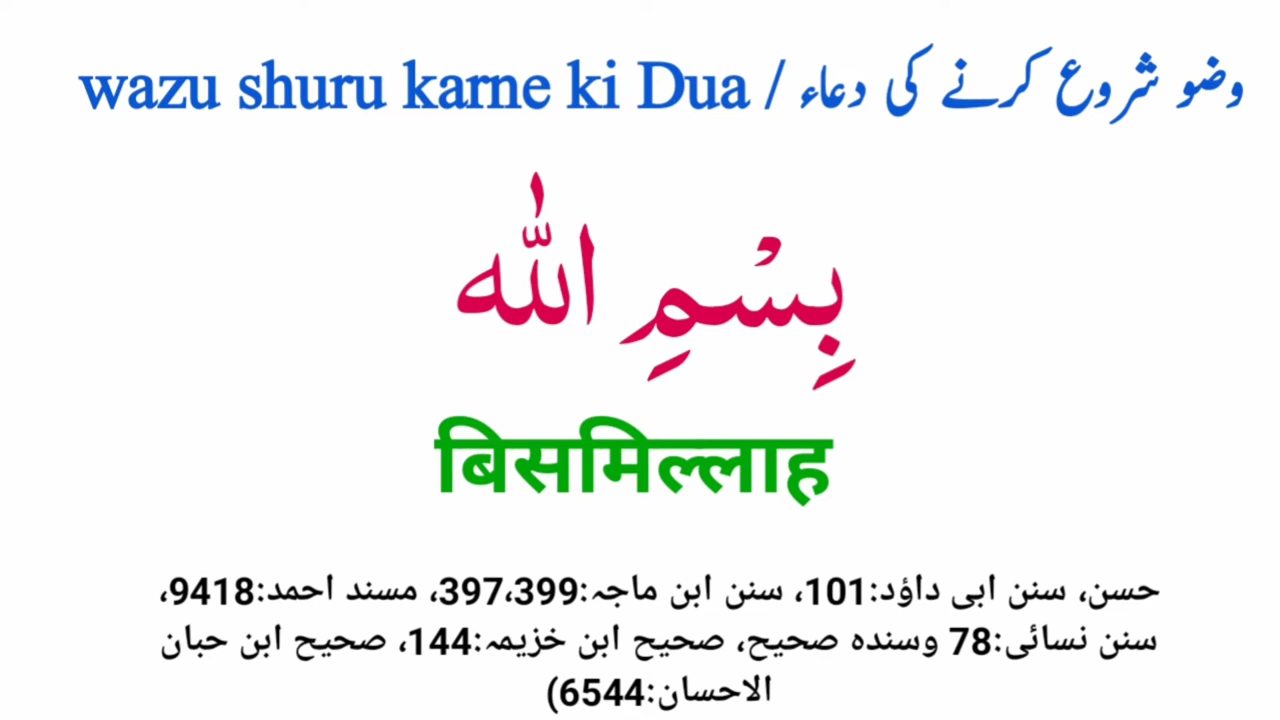 wazu shuru karne ki Dua / وضو شروع کرنے کی دعاء
بِسْمِ اللّٰه
बिसमिल्लाह
حسن، سنن ابی داؤد:101، سنن ابن ماجہ:397،399، مسند احمد:9418،
سنن نسائی:78 وسندہ صحیح، صحیح ابن خزیمہ:144، صحیح ابن حبان
الاحسان:6544)